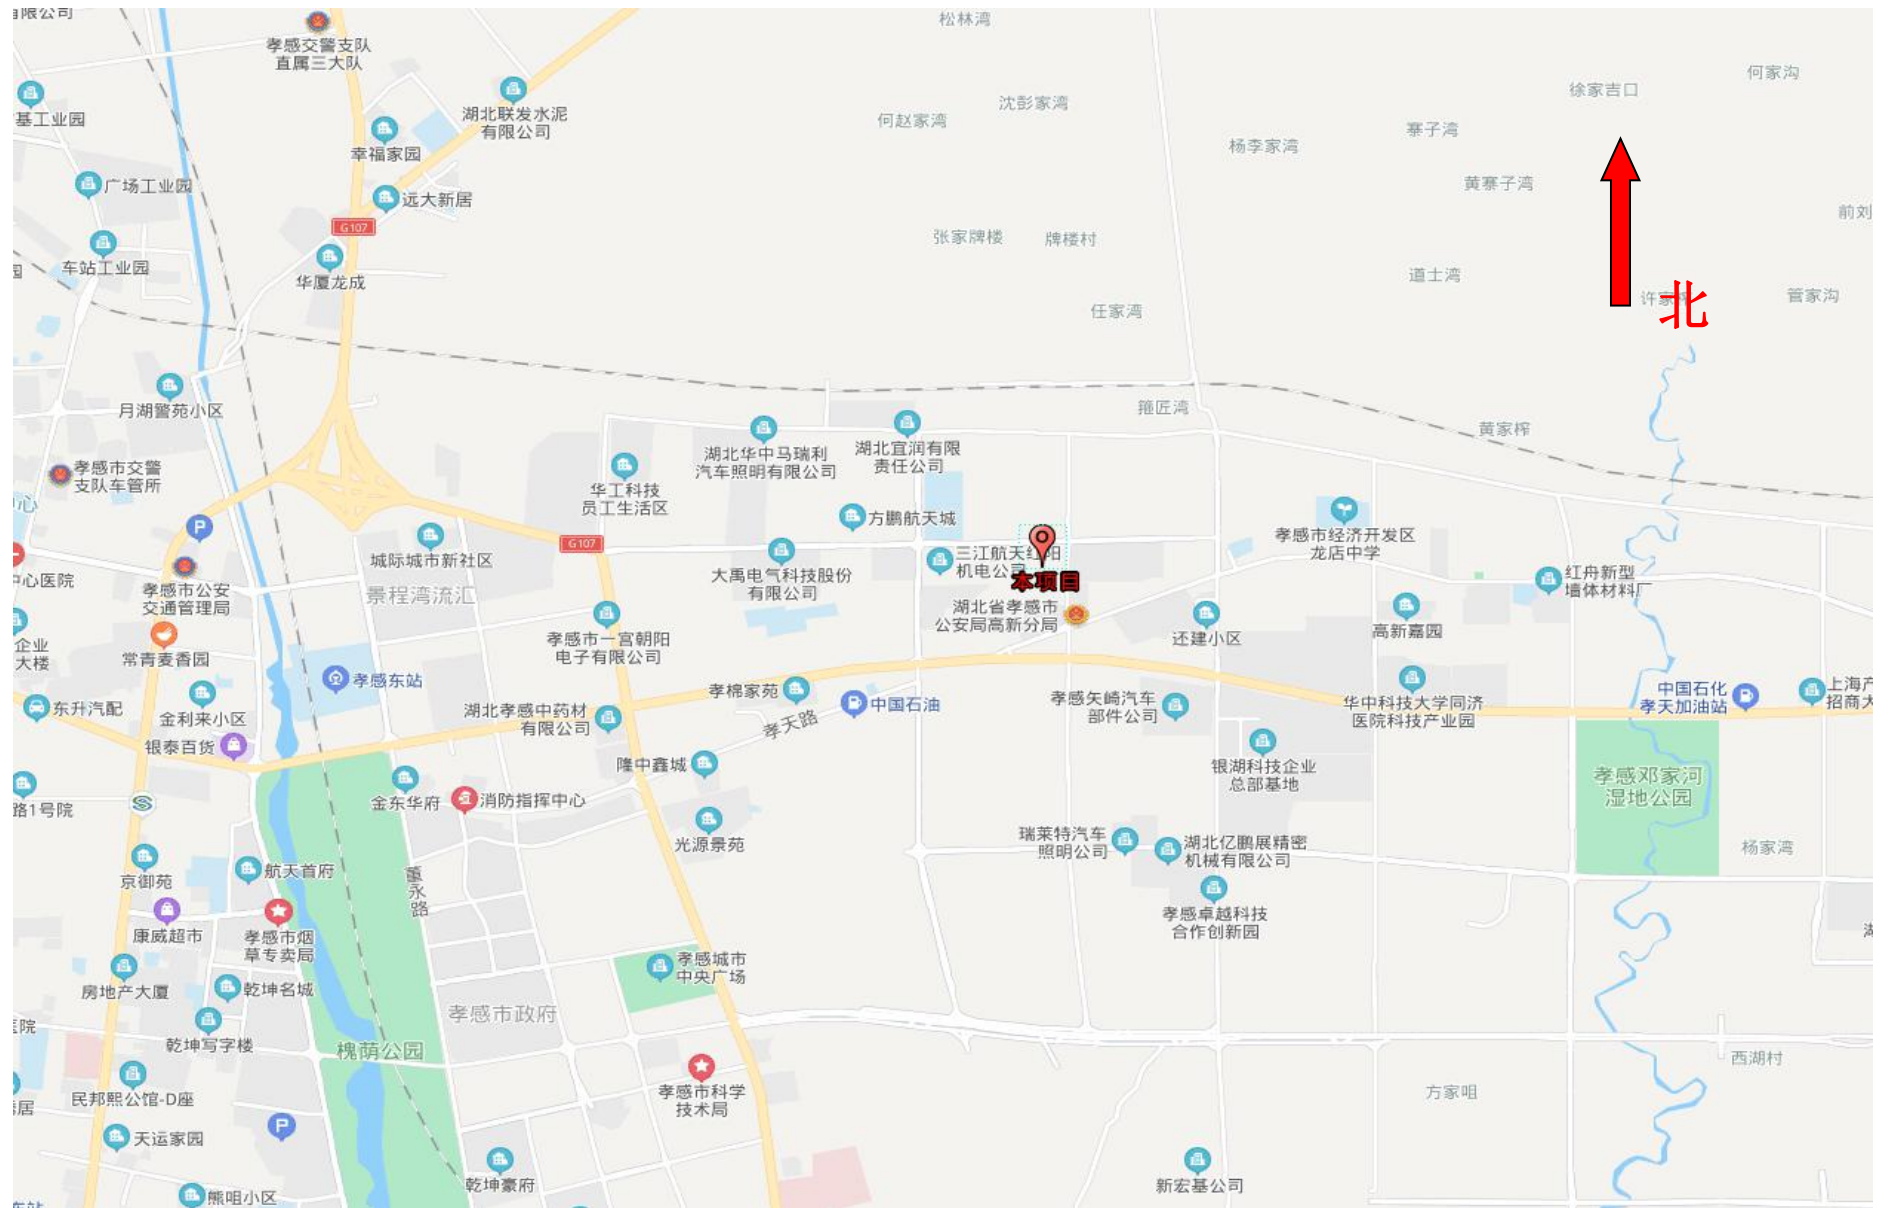 有限公司
松林湾
孝感交警支队
直属三大队
何家沟
徐家吉口
沈彭家湾
湖北联发水泥
有限公司
基工业园
何赵家湾
寨子湾
杨李家湾
幸福家园
广场工业园
黄寨子湾
远大新居
前刘
G107
张家牌楼
牌楼村
车站工业园
园
华厦龙成
道士湾
管家沟
北
任家湾
月湖警苑小区
箍匠湾
黄家榨
湖北华中马瑞利
汽车照明有限公司
湖北宜润有限
责任公司
孝感市交警
支队车管所
华工科技
员工生活区
心
方鹏航天城
P
孝感市经济开发区
龙店中学
G107
城际城市新社区
三江航天红阳
机电公司
本项目
大禹电气科技股份
有限公司
中心医院
孝感市公安
交通管理局
景程湾流汇
红舟新型
墙体材料厂
湖北省孝感市
公安局高新分局
还建小区
高新嘉园
企业
大楼
常青麦香园
孝感市一宫朝阳
电子有限公司
孝感东站
孝棉家苑
中国石油
孝感矢崎汽车
部件公司
华中科技大学同济
医院科技产业园
中国石化
孝天加油站
上海产
招商大
东升汽配
金利来小区
湖北孝感中药材
有限公司
孝天路
银泰百货
隆中鑫城
银湖科技企业
总部基地
孝感邓家河
湿地公园
路1号院
金东华府
消防指挥中心
光源景苑
瑞莱特汽车
照明公司
湖北亿鹏展精密
机械有限公司
杨家湾
京御苑
航天首府
董永路
孝感卓越科技
合作创新园
康威超市
孝感市烟
草专卖局
孝感城市
中央广场
房地产大厦
乾坤名城
孝感市政府
医院
乾坤写字楼
槐荫公园
西湖村
民邦熙公馆-D座
居
孝感市科学
技术局
方家咀
P
天运家园
乾坤豪府
新宏基公司
熊咀小区